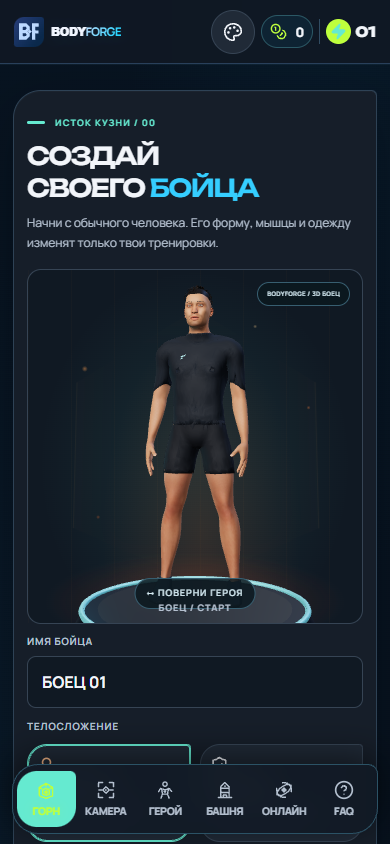 BF BODYFORGE
0
01
ИСТОК КУЗНИ / 00
СОЗДАЙ
СВОЕГО БОЙЦА
Начни с обычного человека. Его форму, мышцы и одежду
изменят только твои тренировки.
BODYFORGE / 3D БОЕЦ
↔ ПОВЕРНИ ГЕРОЯ
БОЕЦ / СТАРТ
ИМЯ БОЙЦА
БОЕЦ 01
ТЕЛОСЛОЖЕНИЕ
ГОРН
КАМЕРА
ГЕРОЙ
БАШНЯ
ОНЛАЙН
FAQ